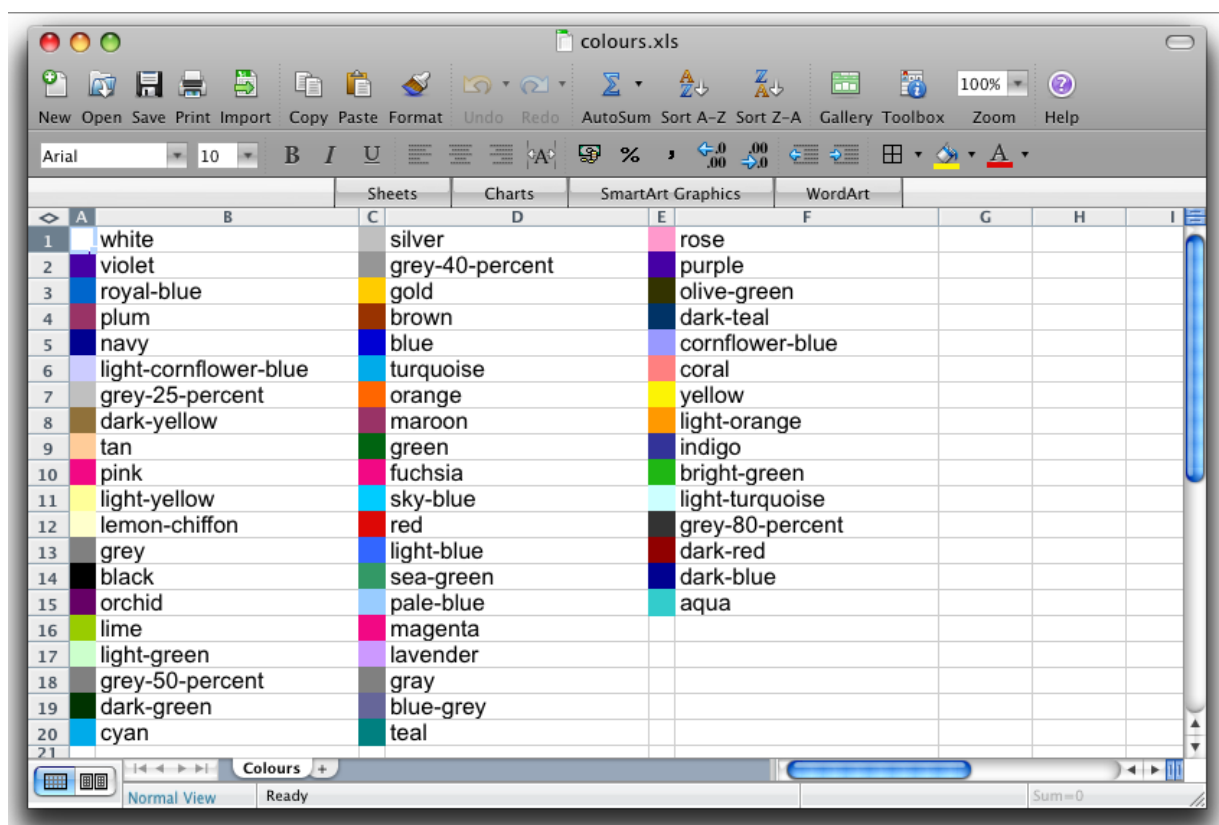 colours.xls
New Open Save Print Import Copy Paste Format Undo Redo AutoSum Sort A-Z Sort Z-A Gallery Toolbox Zoom Help
100%
Arial 10 B I U A % , .0 .00 .00 .0 A
Sheets Charts SmartArt Graphics WordArt
A B C D E F G H I
1 white silver rose
2 violet grey-40-percent purple
3 royal-blue gold olive-green
4 plum brown dark-teal
5 navy blue cornflower-blue
6 light-cornflower-blue turquoise coral
7 grey-25-percent orange yellow
8 dark-yellow maroon light-orange
9 tan green indigo
10 pink fuchsia bright-green
11 light-yellow sky-blue light-turquoise
12 lemon-chiffon red grey-80-percent
13 grey light-blue dark-red
14 black sea-green dark-blue
15 orchid pale-blue aqua
16 lime magenta
17 light-green lavender
18 grey-50-percent gray
19 dark-green blue-grey
20 cyan teal
21
Colours +
Normal View Ready Sum=0